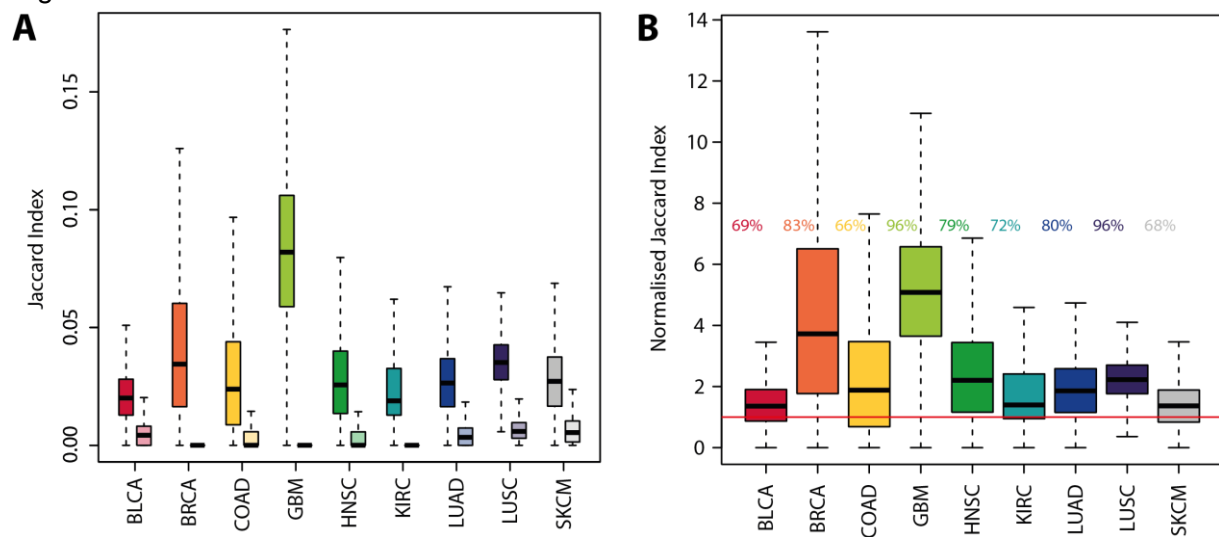 A
Jaccard Index
0.00
0.05
0.10
0.15
BLCA
BRCA
COAD
GBM
HNSC
KIRC
LUAD
LUSC
SKCM
B
Normalised Jaccard Index
14
12
10
8
6
4
2
0
69% 83% 66% 96% 79% 72% 80% 96% 68%
BLCA
BRCA
COAD
GBM
HNSC
KIRC
LUAD
LUSC
SKCM